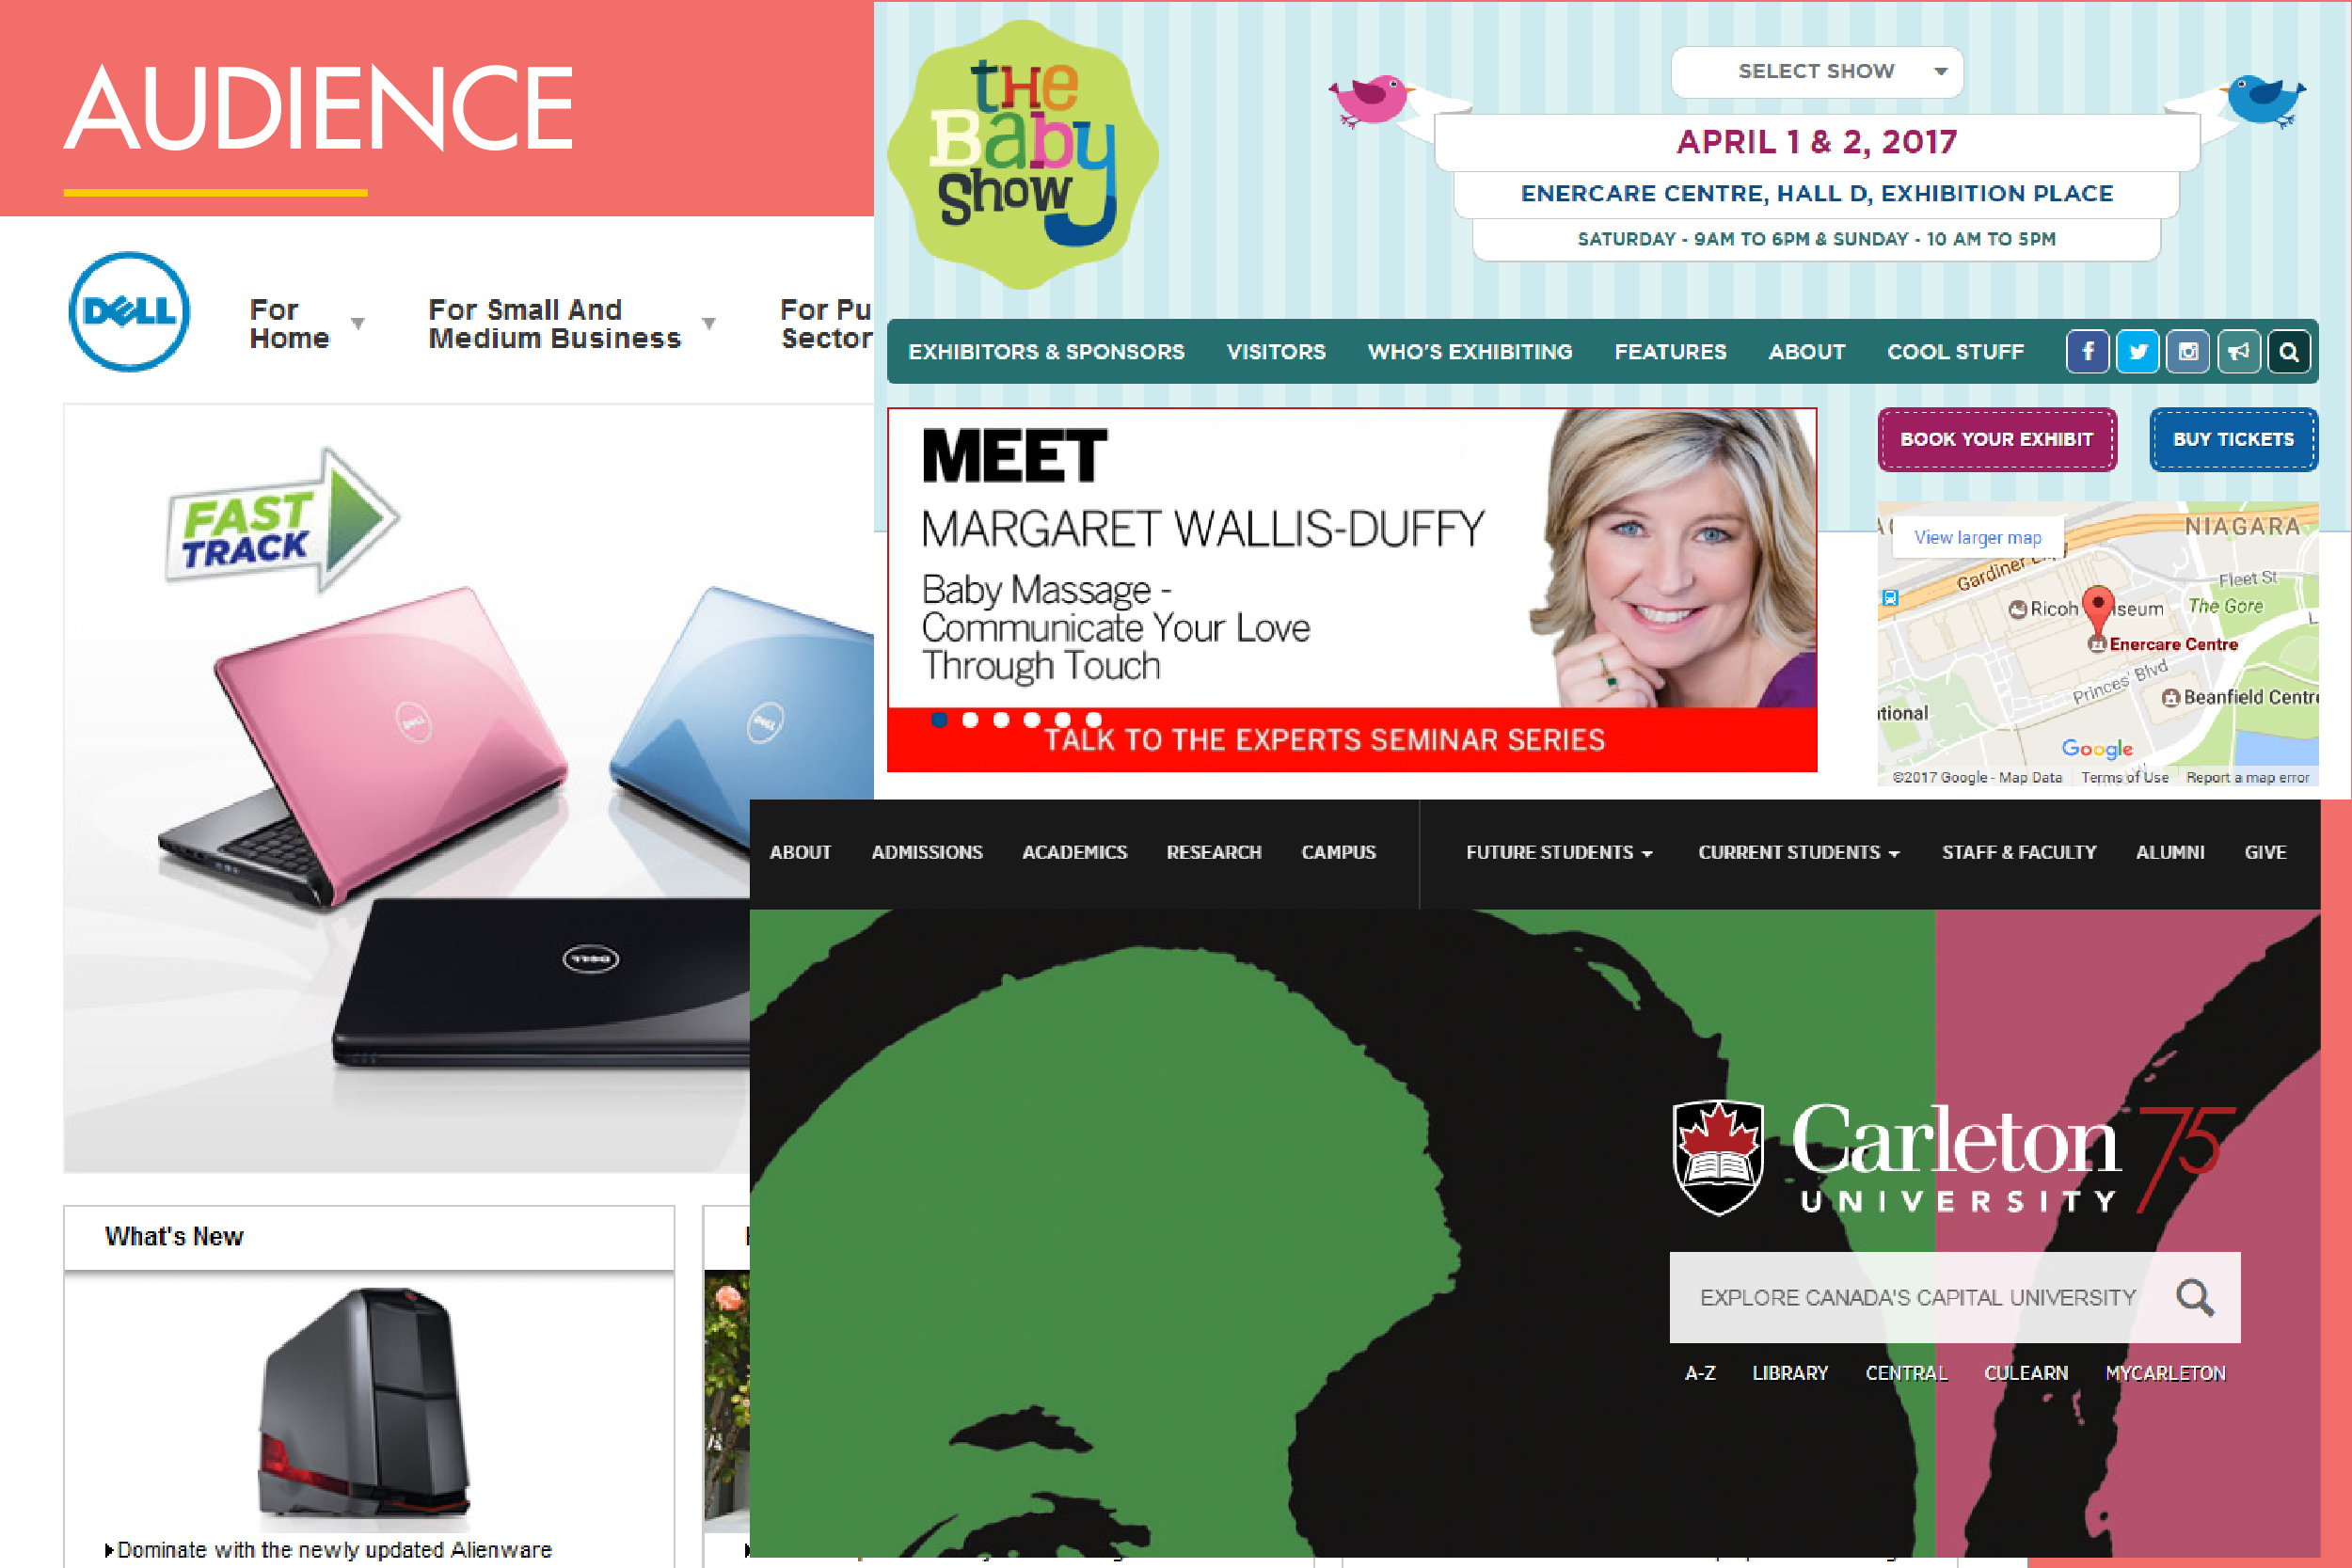 AUDIENCE
DELL
For
Home
For Small And
Medium Business
For Pu
Sector
FAST
TRACK
DELL
DELL
DELL
What's New
Dominate with the newly updated Alienware
the
Baby
Show
SELECT SHOW
APRIL 1 & 2, 2017
ENERCARE CENTRE, HALL D, EXHIBITION PLACE
SATURDAY - 9AM TO 6PM & SUNDAY - 10 AM TO 5PM
EXHIBITORS & SPONSORS VISITORS WHO'S EXHIBITING FEATURES ABOUT COOL STUFF
MEET
MARGARET WALLIS-DUFFY
Baby Massage -
Communicate Your Love
Through Touch
TALK TO THE EXPERTS SEMINAR SERIES
BOOK YOUR EXHIBIT BUY TICKETS
View larger map
NIAGARA
Gardiner
Fleet St
The Gore
Ricoh
Enercare Centre
Princes' Blvd
Beanfield Centre
Google
©2017 Google - Map Data Terms of Use Report a map error
ABOUT ADMISSIONS ACADEMICS RESEARCH CAMPUS FUTURE STUDENTS CURRENT STUDENTS STAFF & FACULTY ALUMNI GIVE
Carleton 75
UNIVERSITY
EXPLORE CANADA'S CAPITAL UNIVERSITY
A-Z LIBRARY CENTRAL CULEARN MYCARLETON